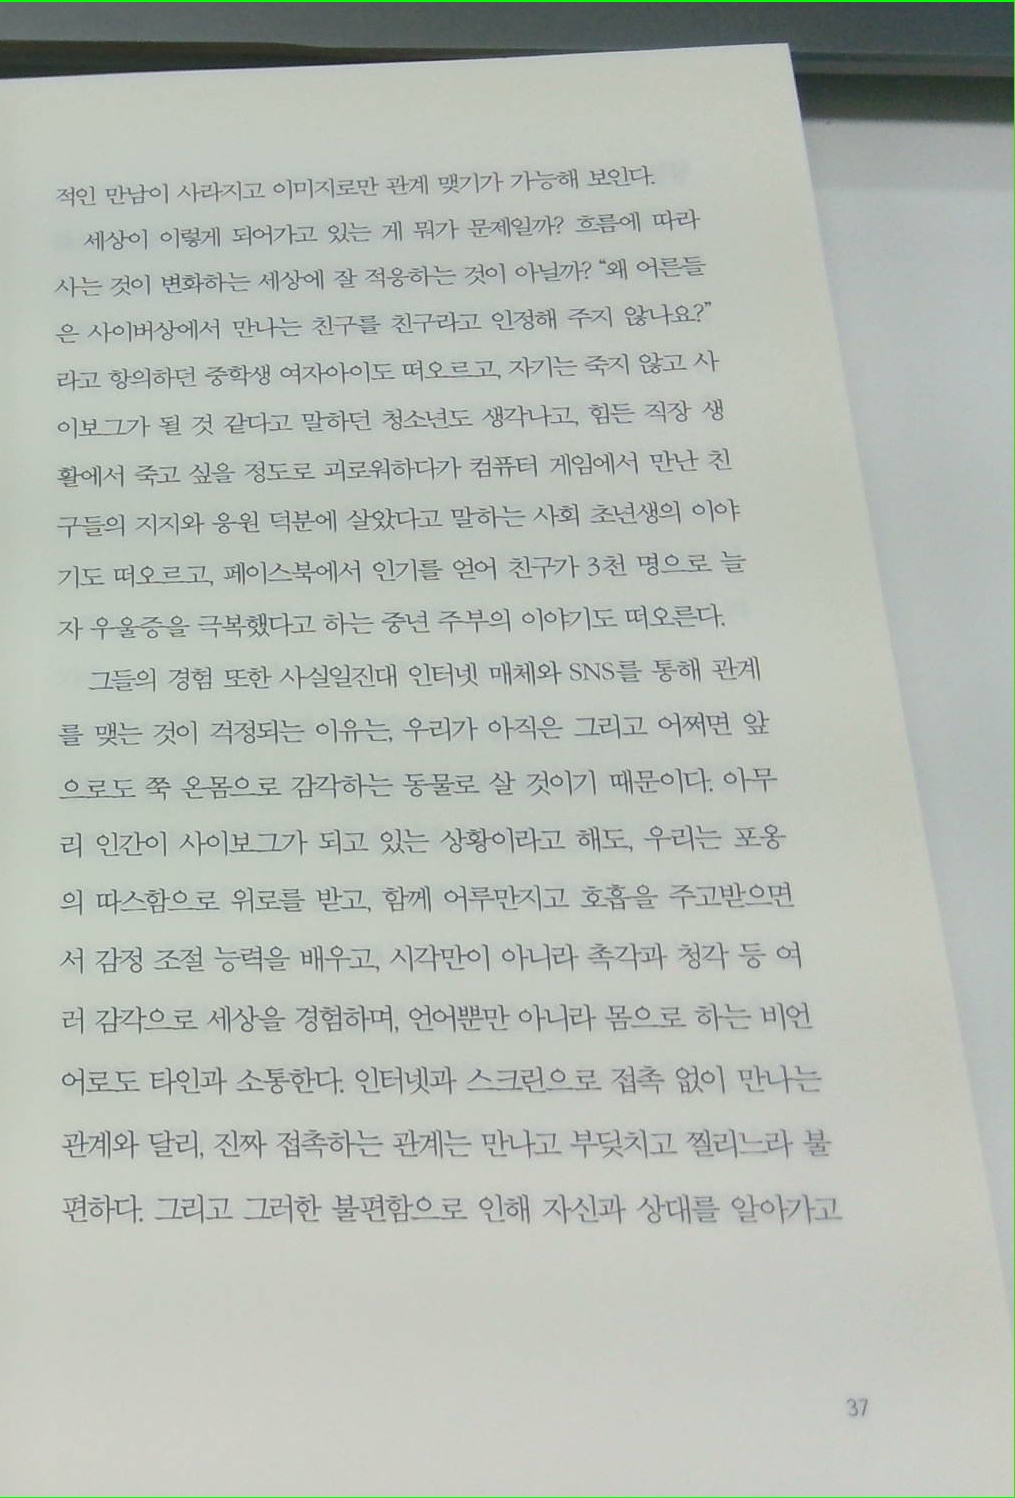 적인 만남이 사라지고 이미지로만 관계 맺기가 가능해 보인다.
세상이 이렇게 되어가고 있는 게 뭐가 문제일까? 흐름에 따라
사는 것이 변화하는 세상에 잘 적응하는 것이 아닐까? “왜 어른들
은 사이버상에서 만나는 친구를 친구라고 인정해 주지 않나요?”
라고 항의하던 중학생 여자아이도 떠오르고, 자기는 죽지 않고 사
이보그가 될 것 같다고 말하던 청소년도 생각나고, 힘든 직장 생
활에서 죽고 싶을 정도로 괴로워하다가 컴퓨터 게임에서 만난 친
구들의 지지와 응원 덕분에 살았다고 말하는 사회 초년생의 이야
기도 떠오르고, 페이스북에서 인기를 얻어 친구가 3천 명으로 늘
자 우울증을 극복했다고 하는 중년 주부의 이야기도 떠오른다.
그들의 경험 또한 사실일진대 인터넷 매체와 SNS를 통해 관계
를 맺는 것이 걱정되는 이유는, 우리가 아직은 그리고 어쩌면 앞
으로도 쭉 온몸으로 감각하는 동물로 살 것이기 때문이다. 아무
리 인간이 사이보그가 되고 있는 상황이라고 해도, 우리는 포옹
의 따스함으로 위로를 받고, 함께 어루만지고 호흡을 주고받으면
서 감정 조절 능력을 배우고, 시각만이 아니라 촉각과 청각 등 여
러 감각으로 세상을 경험하며, 언어뿐만 아니라 몸으로 하는 비언
어로도 타인과 소통한다. 인터넷과 스크린으로 접촉 없이 만나는
관계와 달리, 진짜 접촉하는 관계는 만나고 부딪치고 찔리느라 불
편하다. 그리고 그러한 불편함으로 인해 자신과 상대를 알아가고
37